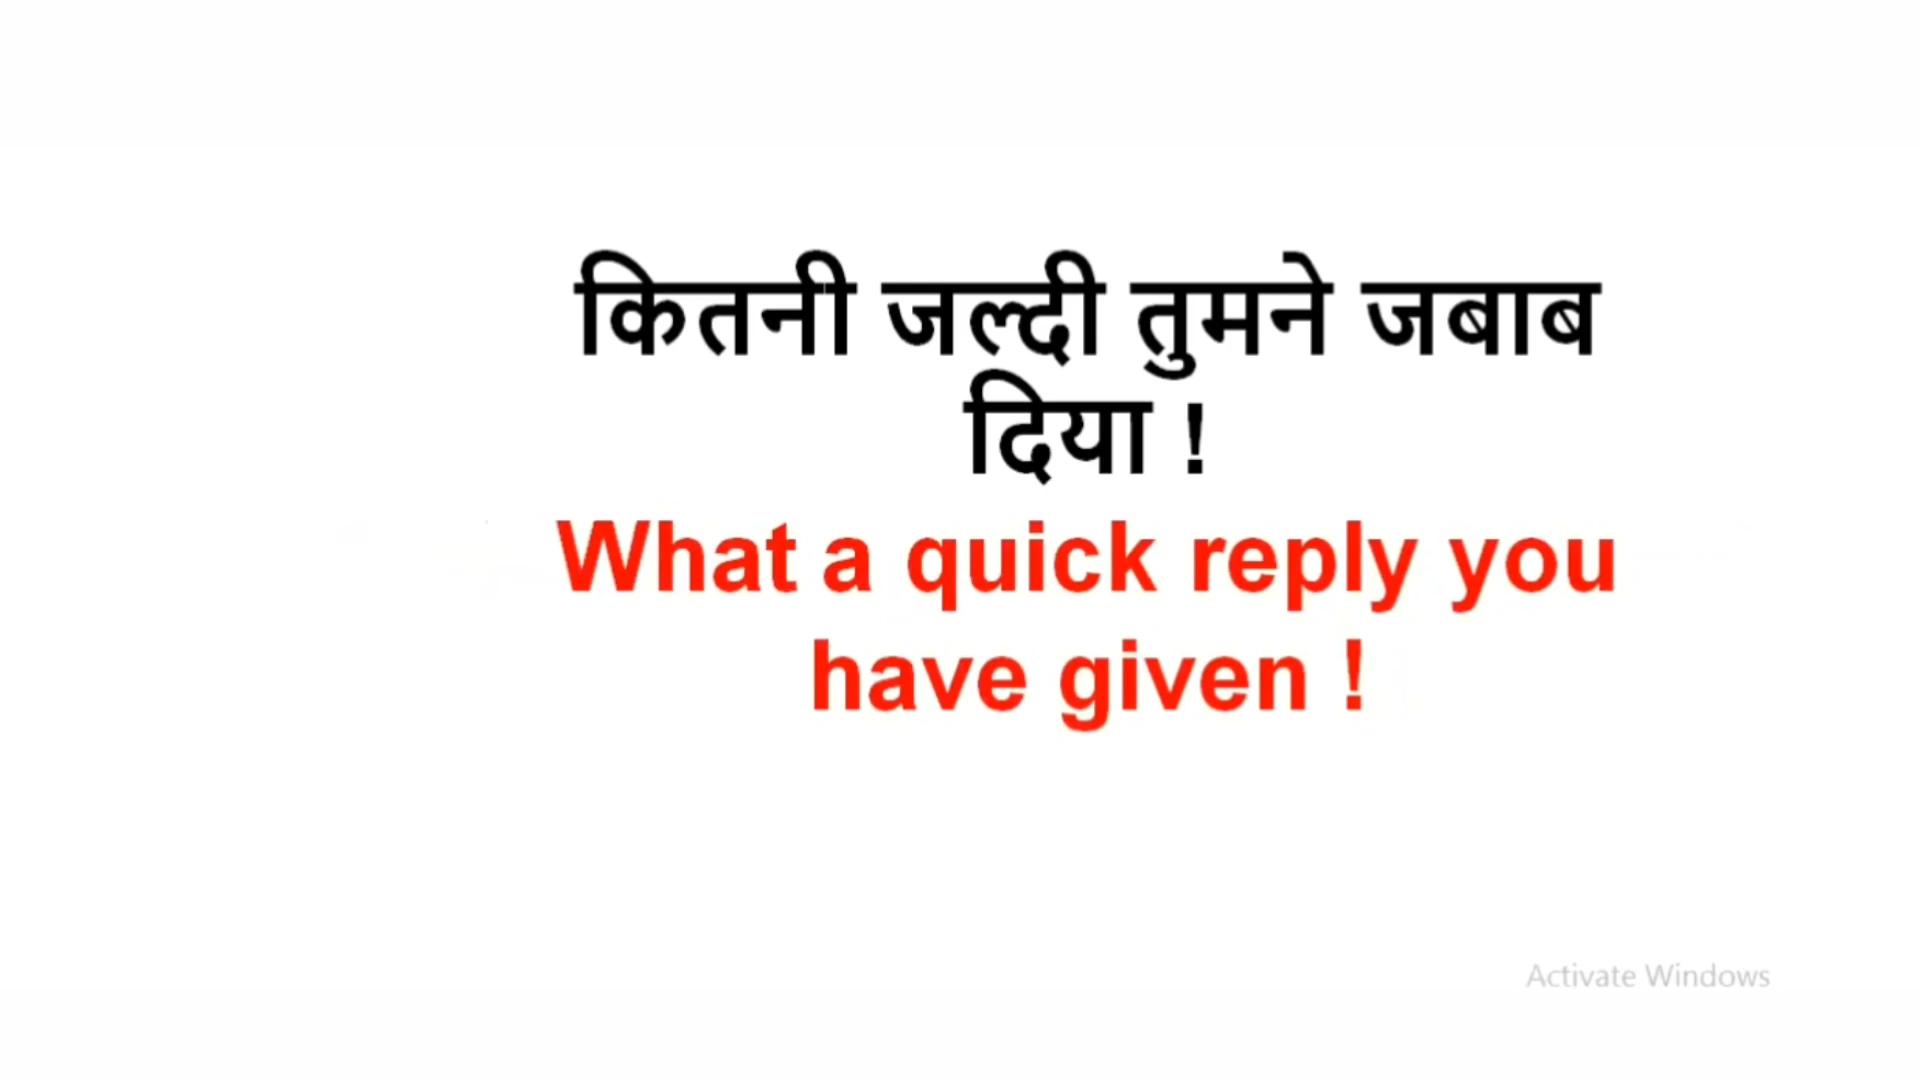 कितनी जल्दी तुमने जबाब
दिया !
What a quick reply you
have given !
Activate Windows